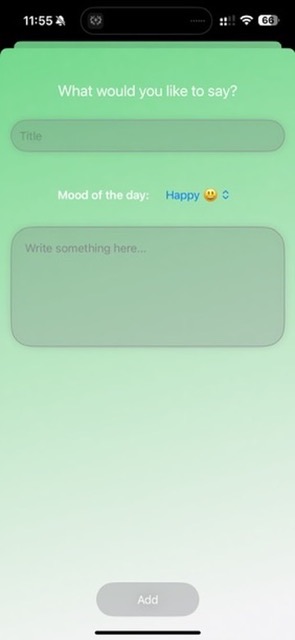 11:55
66
What would you like to say?
Title
Mood of the day: Happy 😃
Write something here...
Add